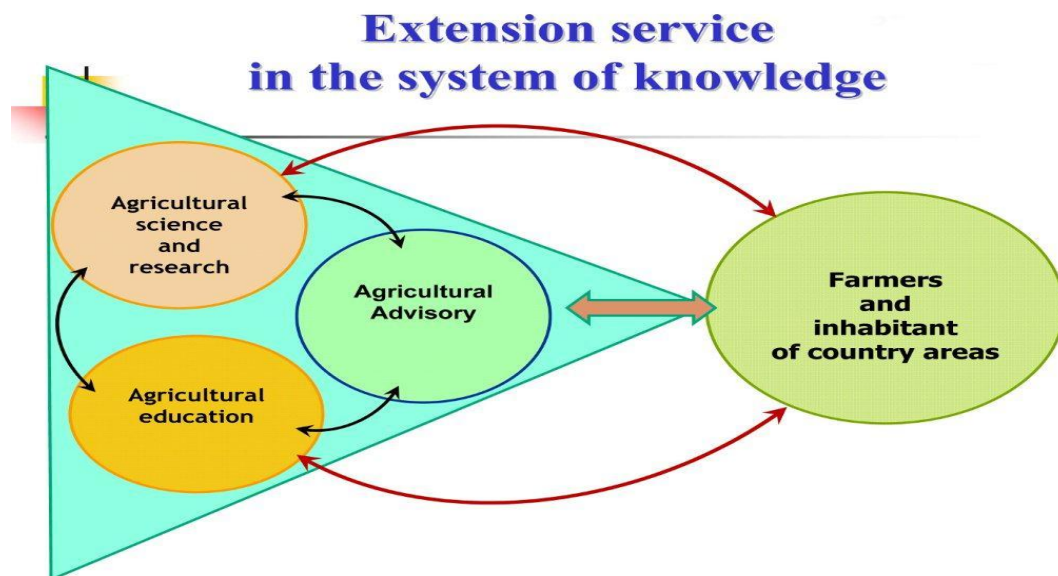 Extension service
in the system of knowledge
Agricultural
science
and
research
Agricultural
Advisory
Agricultural
education
Farmers
and
inhabitant
of country areas